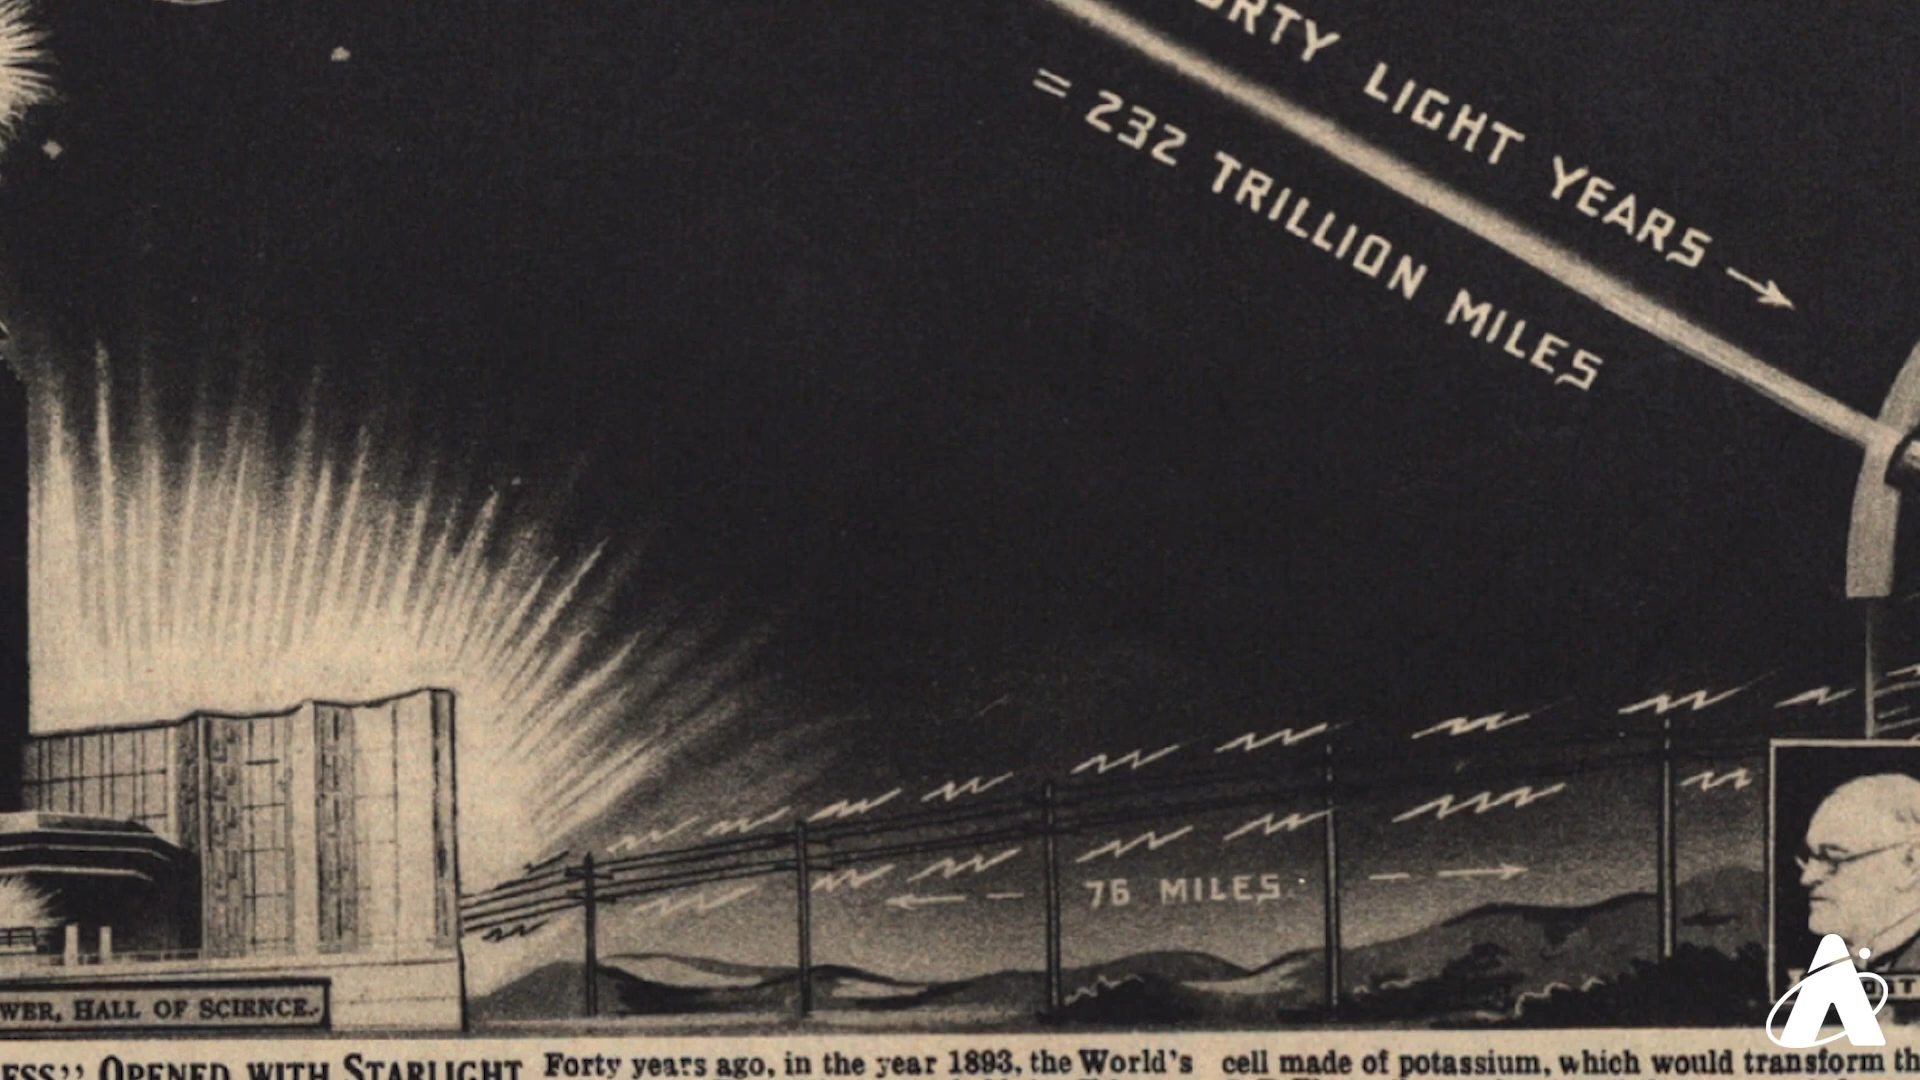 ORTY LIGHT YEARS →
= 232 TRILLION MILES
← – 76 MILES – →
WER, HALL OF SCIENCE.
ESS” OPENED WITH STARLIGHT
Forty years ago, in the year 1893, the World's
cell made of potassium, which would transform th